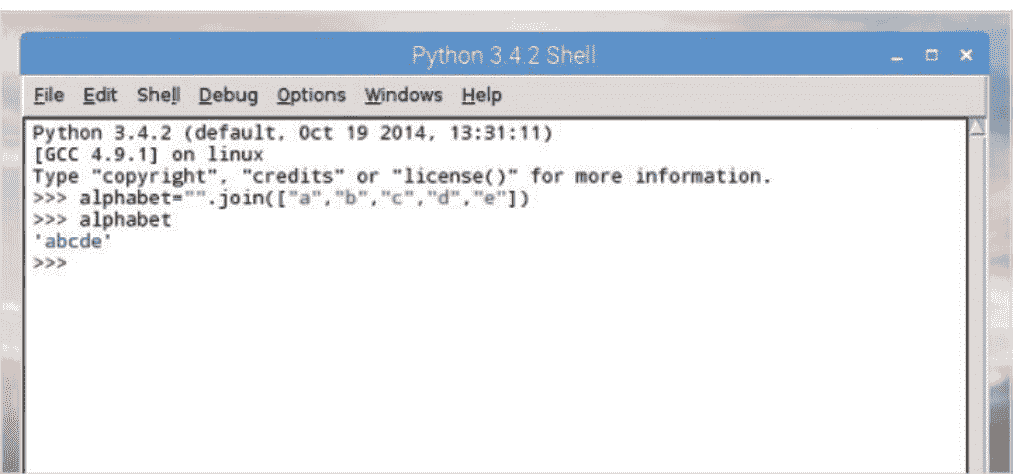 Python 3.4.2 Shell
File Edit Shell Debug Options Windows Help
Python 3.4.2 (default, Oct 19 2014, 13:31:11)
[GCC 4.9.1] on linux
Type "copyright", "credits" or "license()" for more information.
>>> alphabet="".join(["a","b","c","d","e"])
>>> alphabet
'abcde'
>>>